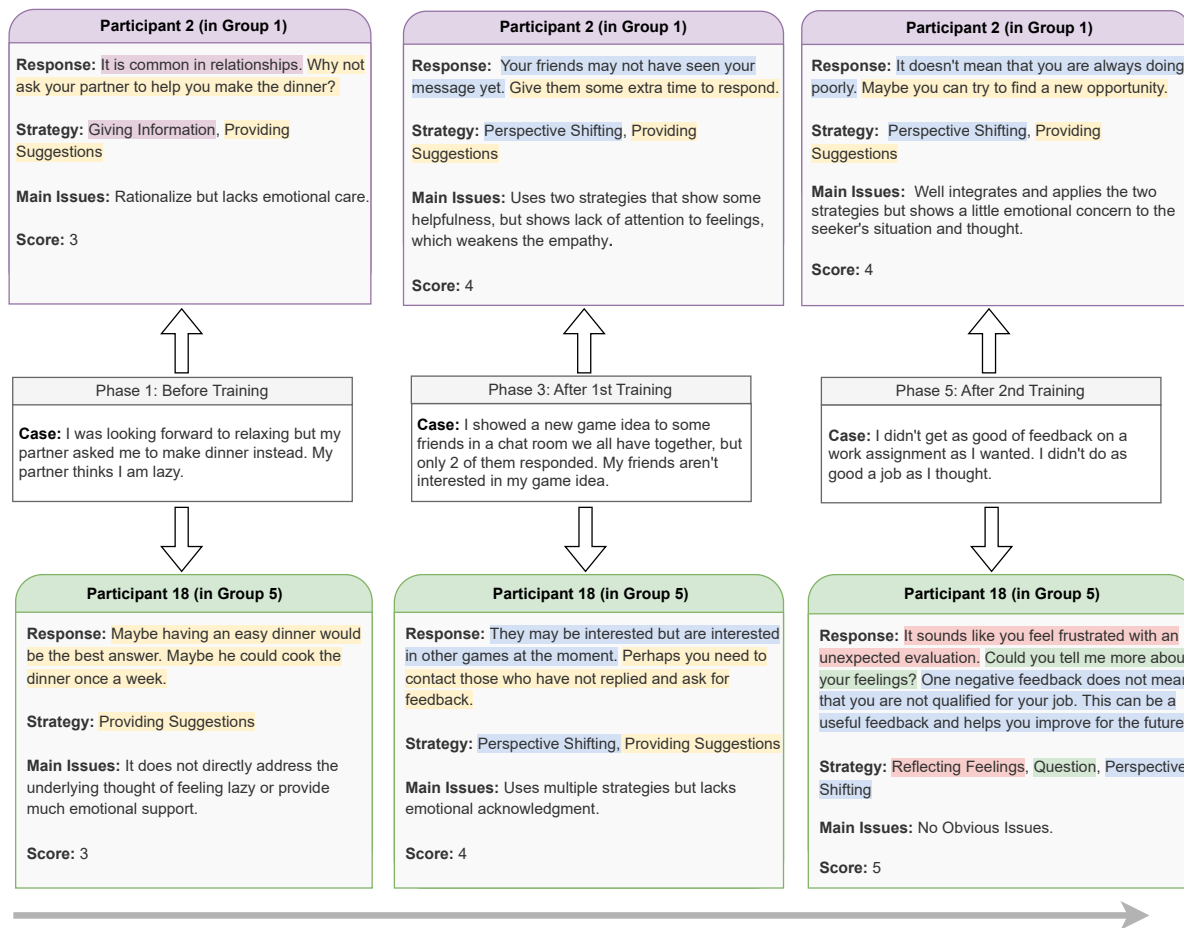 Participant 2 (in Group 1)
Response: It is common in relationships. Why not
ask your partner to help you make the dinner?
Strategy: Giving Information, Providing
Suggestions
Main Issues: Rationalize but lacks emotional care.
Score: 3
Participant 2 (in Group 1)
Response: Your friends may not have seen your
message yet. Give them some extra time to respond.
Strategy: Perspective Shifting, Providing
Suggestions
Main Issues: Uses two strategies that show some
helpfulness, but shows lack of attention to feelings,
which weakens the empathy.
Score: 4
Participant 2 (in Group 1)
Response: It doesn't mean that you are always doing
poorly. Maybe you can try to find a new opportunity.
Strategy: Perspective Shifting, Providing
Suggestions
Main Issues: Well integrates and applies the two
strategies but shows a little emotional concern to the
seeker's situation and thought.
Score: 4
Phase 1: Before Training
Case: I was looking forward to relaxing but my
partner asked me to make dinner instead. My
partner thinks I am lazy.
Phase 3: After 1st Training
Case: I showed a new game idea to some
friends in a chat room we all have together, but
only 2 of them responded. My friends aren't
interested in my game idea.
Phase 5: After 2nd Training
Case: I didn't get as good of feedback on a
work assignment as I wanted. I didn't do as
good a job as I thought.
Participant 18 (in Group 5)
Response: Maybe having an easy dinner would
be the best answer. Maybe he could cook the
dinner once a week.
Strategy: Providing Suggestions
Main Issues: It does not directly address the
underlying thought of feeling lazy or provide
much emotional support.
Score: 3
Participant 18 (in Group 5)
Response: They may be interested but are interested
in other games at the moment. Perhaps you need to
contact those who have not replied and ask for
feedback.
Strategy: Perspective Shifting, Providing Suggestions
Main Issues: Uses multiple strategies but lacks
emotional acknowledgment.
Score: 4
Participant 18 (in Group 5)
Response: It sounds like you feel frustrated with an
unexpected evaluation. Could you tell me more abou
your feelings? One negative feedback does not mean
that you are not qualified for your job. This can be a
useful feedback and helps you improve for the future
Strategy: Reflecting Feelings, Question, Perspective
Shifting
Main Issues: No Obvious Issues.
Score: 5